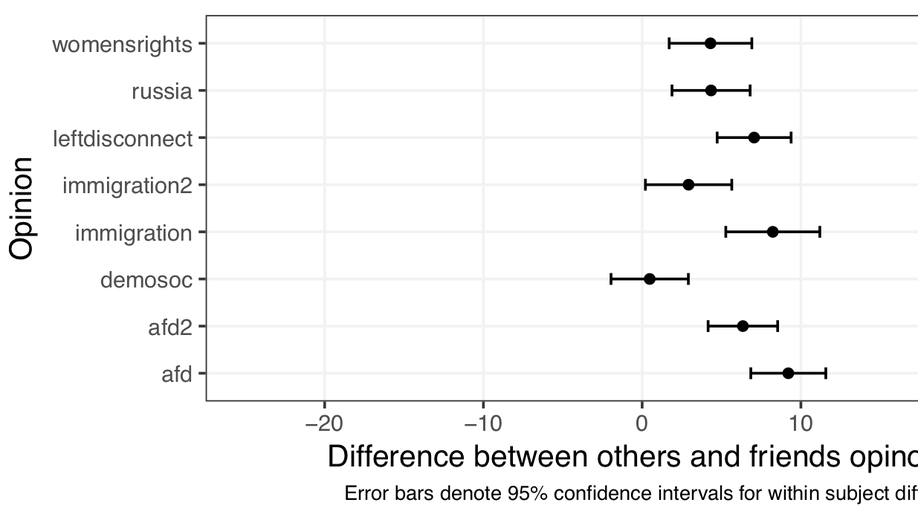 womensrights
russia
leftdisconnect
immigration2
immigration
demosoc
afd2
afd
Opinion
−20 −10 0 10
Difference between others and friends
Error bars denote 95% confidence intervals for within subject